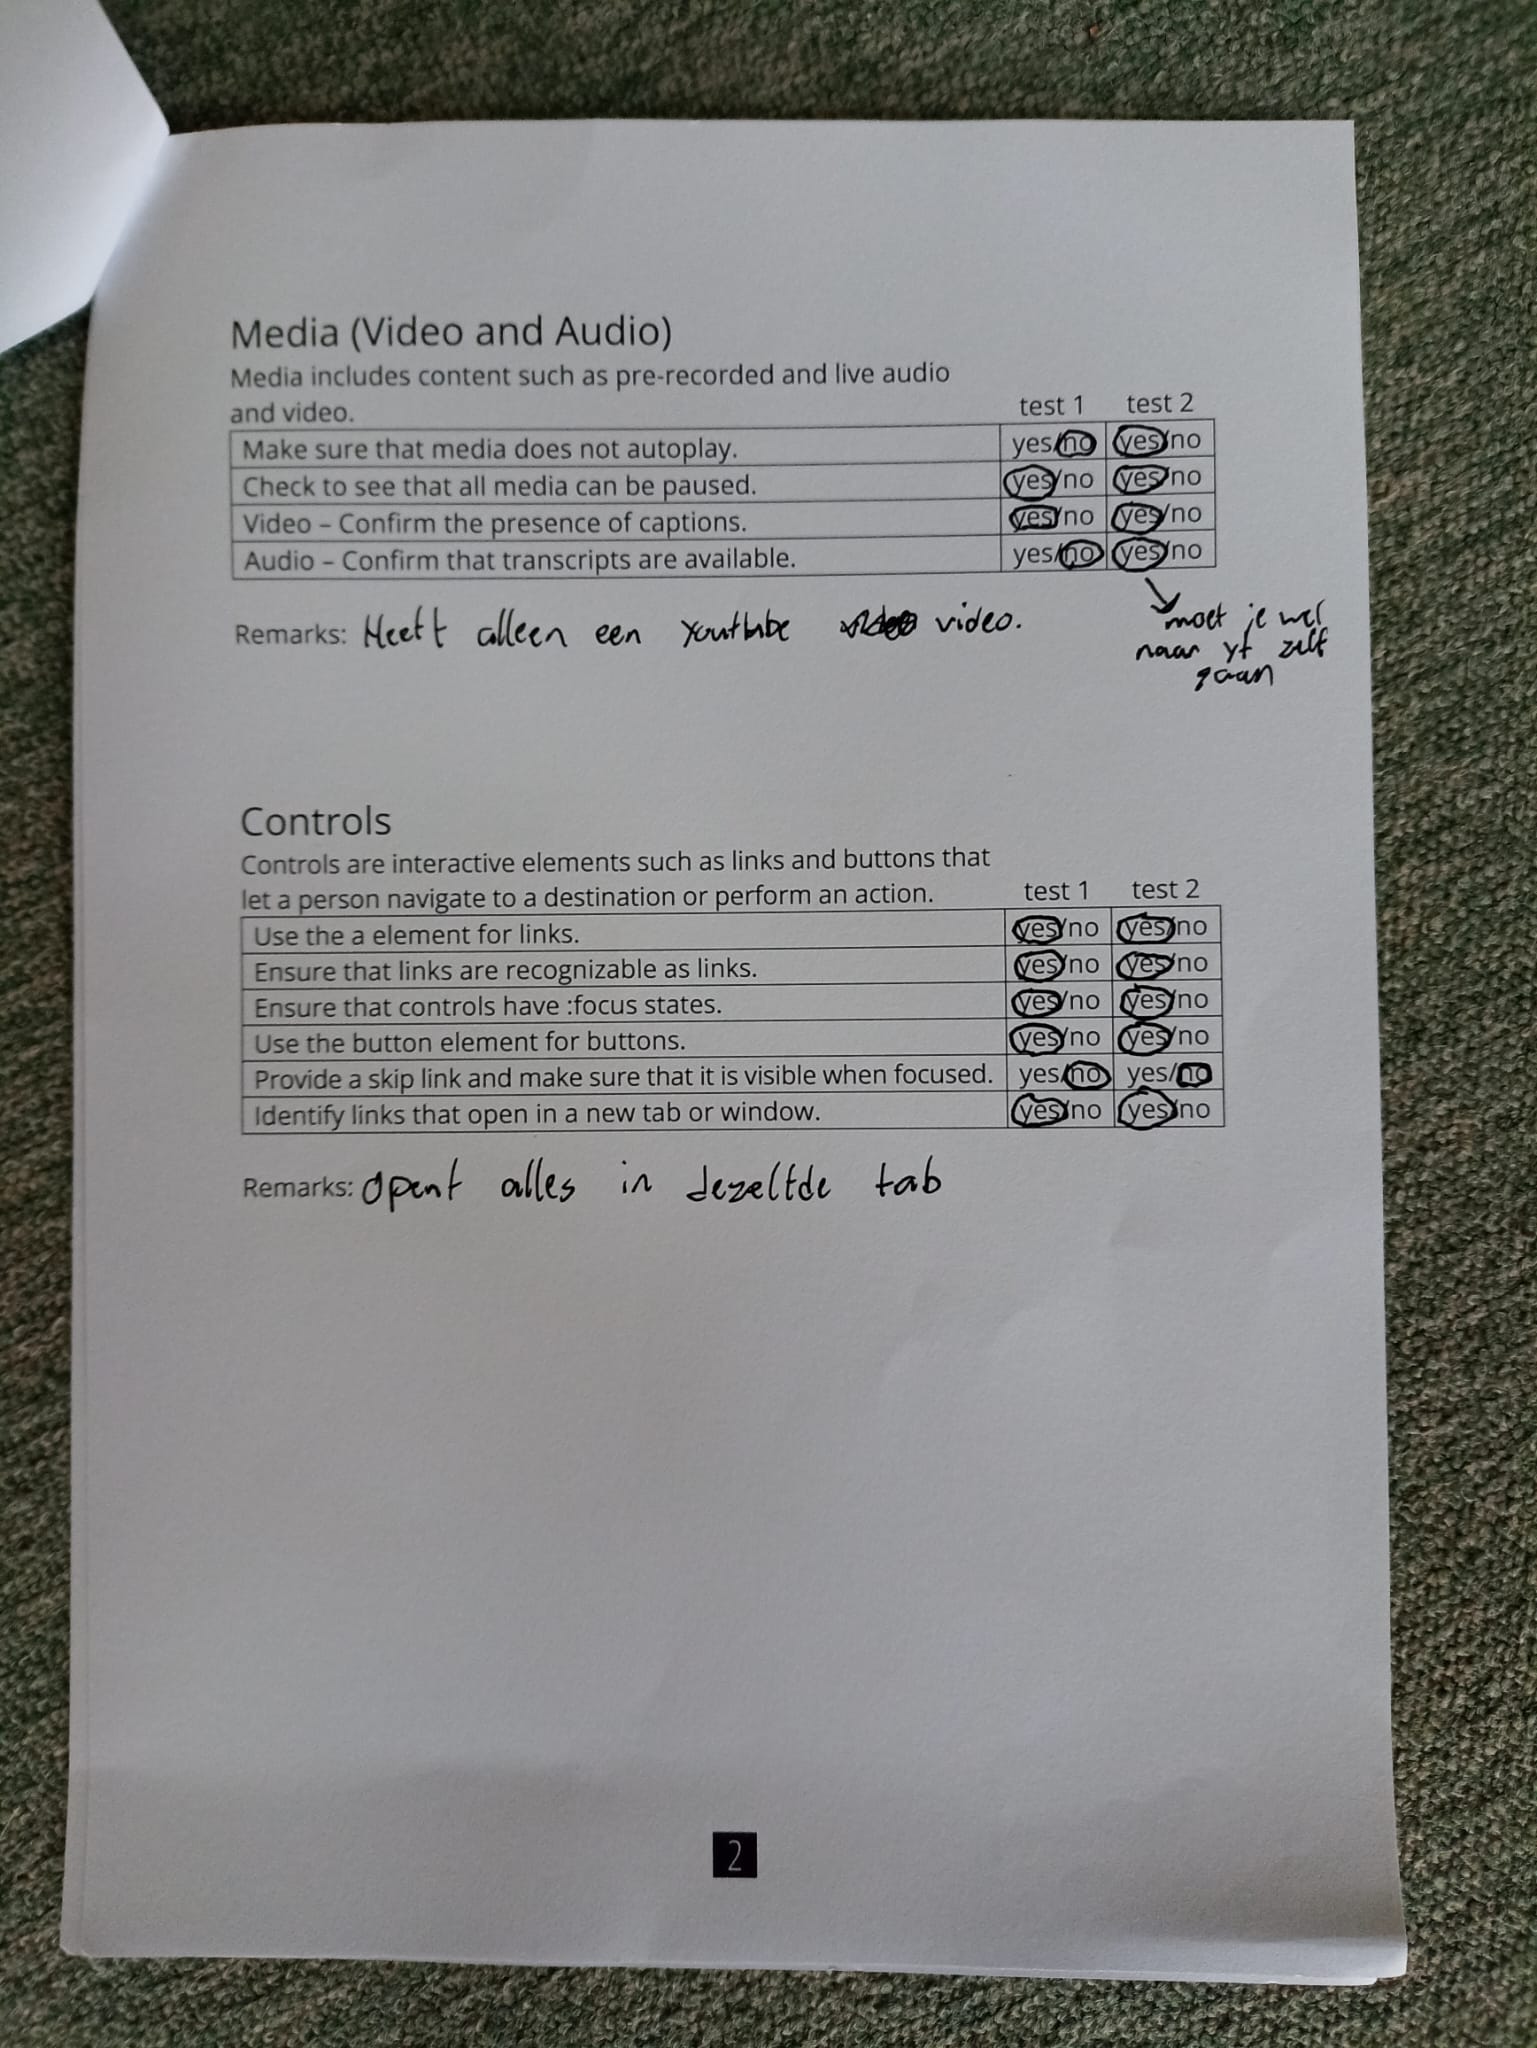 Media (Video and Audio)
Media includes content such as pre-recorded and live audio
and video. test 1 test 2
Make sure that media does not autoplay. yes/no yes/no
Check to see that all media can be paused. yes/no yes/no
Video – Confirm the presence of captions. yes/no yes/no
Audio – Confirm that transcripts are available. yes/no yes/no
Remarks: Heeft alleen een youtube video.
moet je wel
naar yt zelf
gaan
Controls
Controls are interactive elements such as links and buttons that
let a person navigate to a destination or perform an action. test 1 test 2
Use the a element for links. yes/no yes/no
Ensure that links are recognizable as links. yes/no yes/no
Ensure that controls have :focus states. yes/no yes/no
Use the button element for buttons. yes/no yes/no
Provide a skip link and make sure that it is visible when focused. yes/no yes/no
Identify links that open in a new tab or window. yes/no yes/no
Remarks: opent alles in dezelfde tab
2